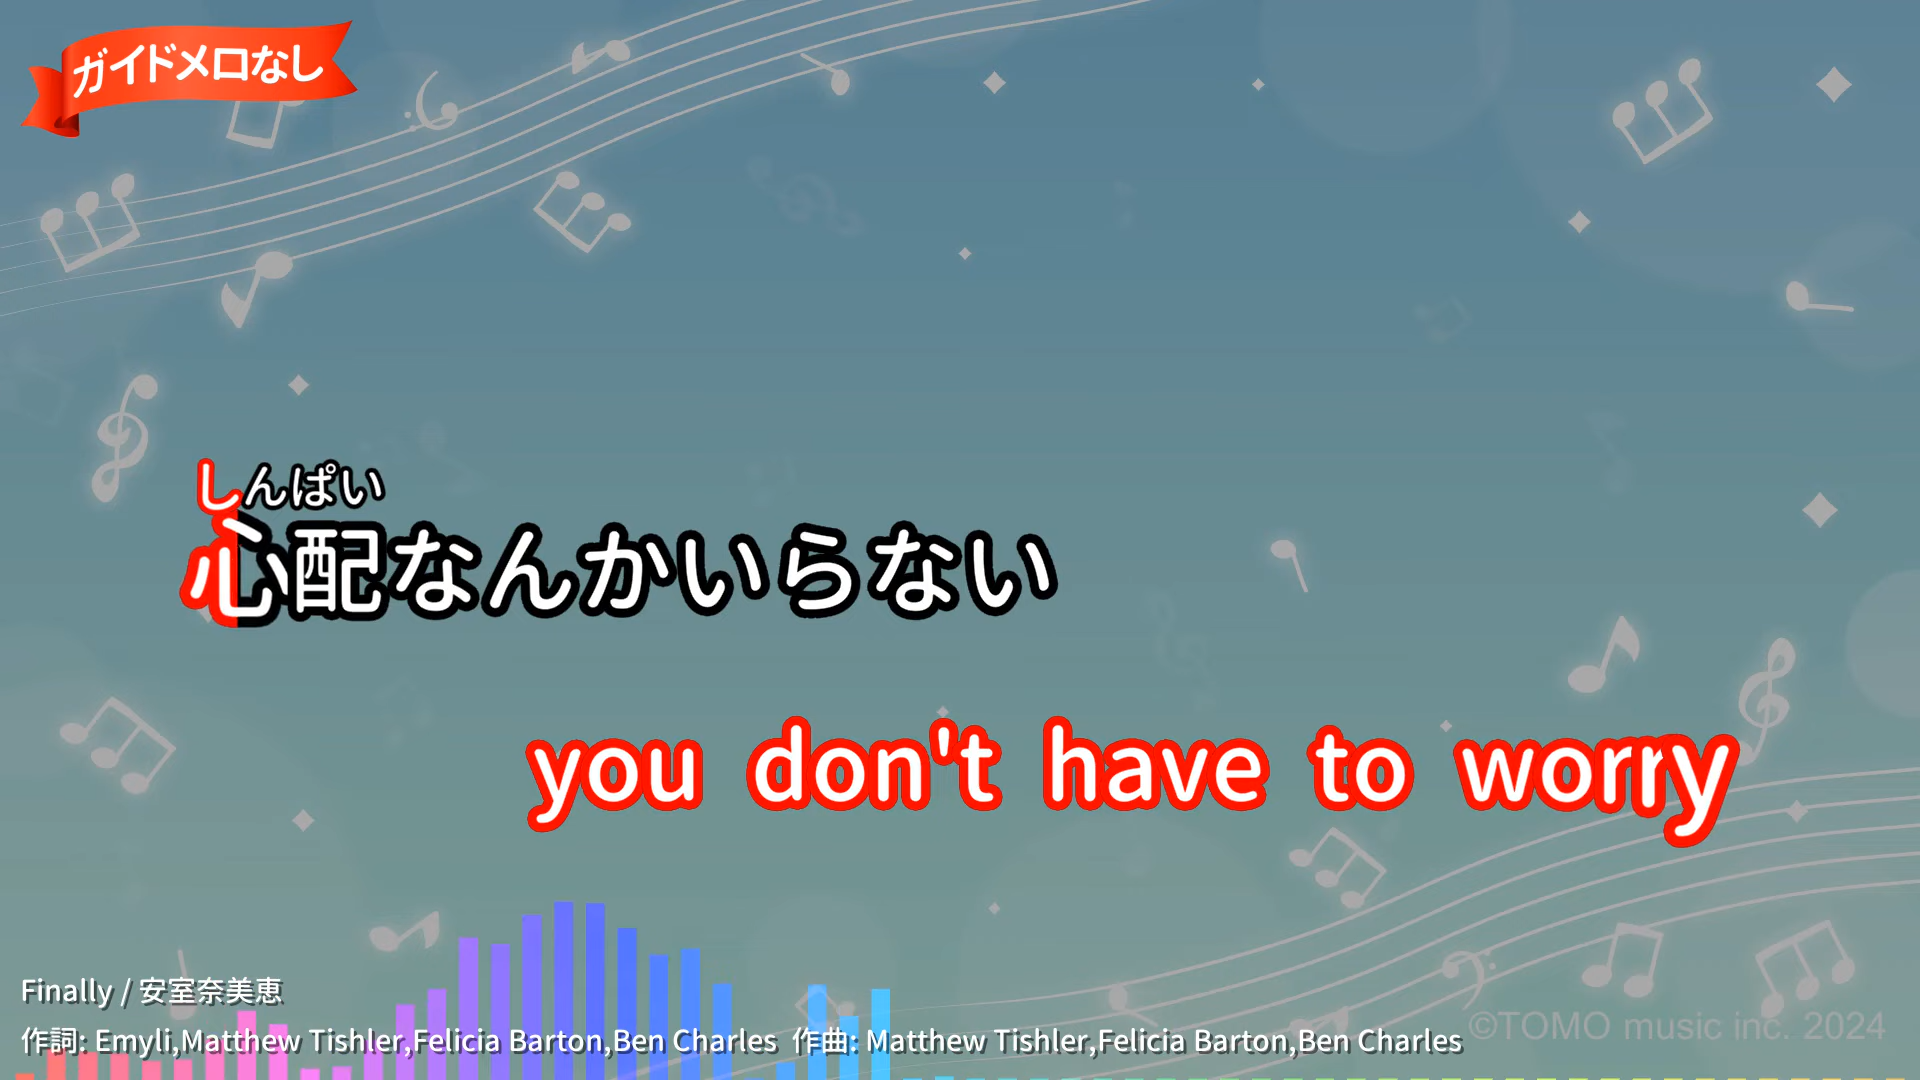 ガイドメロなし
しんぱい
心配なんかいらない
you don't have to worry
Finally / 安室奈美恵
作詞: Emyli,Matthew Tishler,Felicia Barton,Ben Charles 作曲: Matthew Tishler,Felicia Barton,Ben Charles
©TOMO music inc. 2024